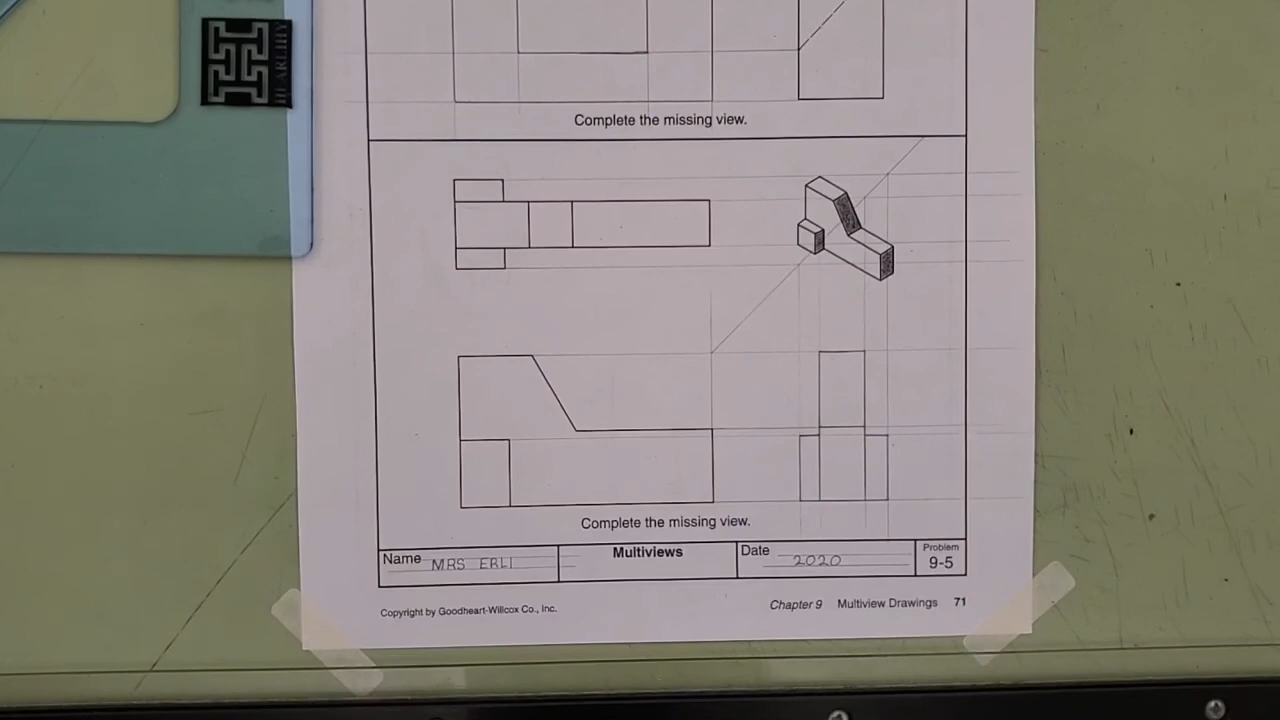 HEARLIHY
Complete the missing view.
Complete the missing view.
Name MRS ERLI
Multiviews
Date 2020
Problem
9-5
Copyright by Goodheart-Willcox Co., Inc.
Chapter 9 Multiview Drawings 71